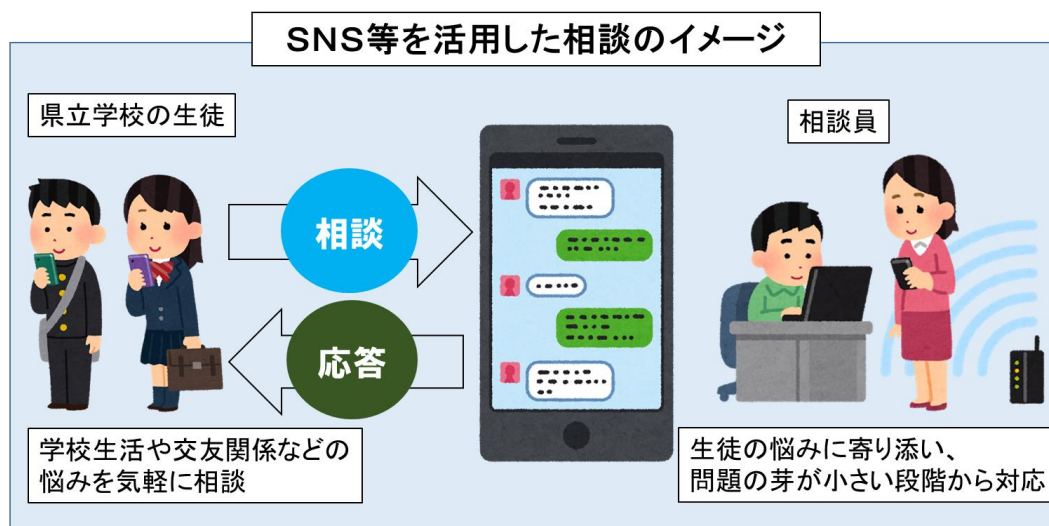 SNS等を活用した相談のイメージ
県立学校の生徒
相談員
相談
応答
学校生活や交友関係などの
悩みを気軽に相談
生徒の悩みに寄り添い、
問題の芽が小さい段階から対応